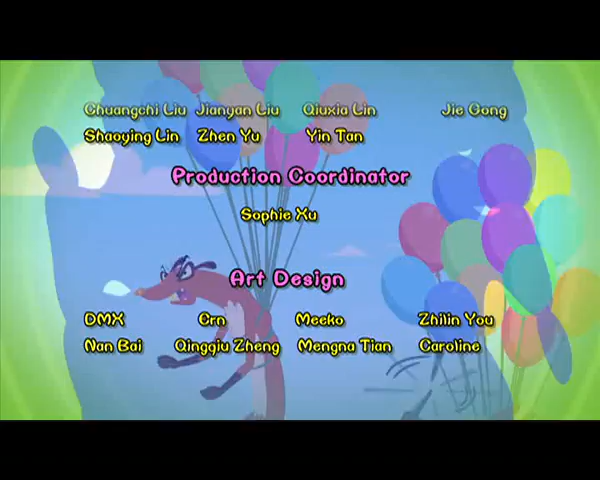 Chuangchi Liu Jianyan Liu Qiuxia Lin Jie Gong
Shaoying Lin Zhen Yu Yin Tan
Production Coordinator
Sophie Xu
Art Design
DMX Crn Meeko Zhilin You
Nan Bai Qingqiu Zheng Mengna Tian Caroline